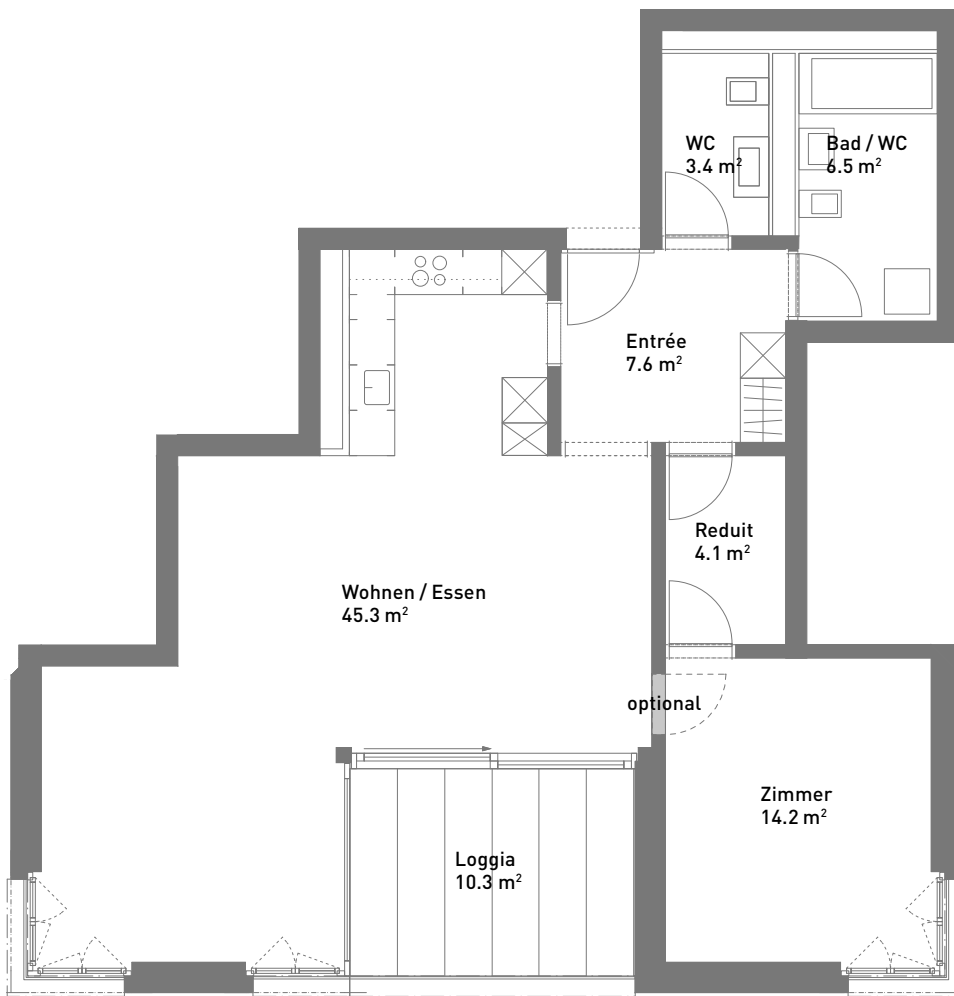 WC
3.4 m²
Bad / WC
6.5 m²
Entrée
7.6 m²
Reduit
4.1 m²
Wohnen / Essen
45.3 m²
optional
Zimmer
14.2 m²
Loggia
10.3 m²